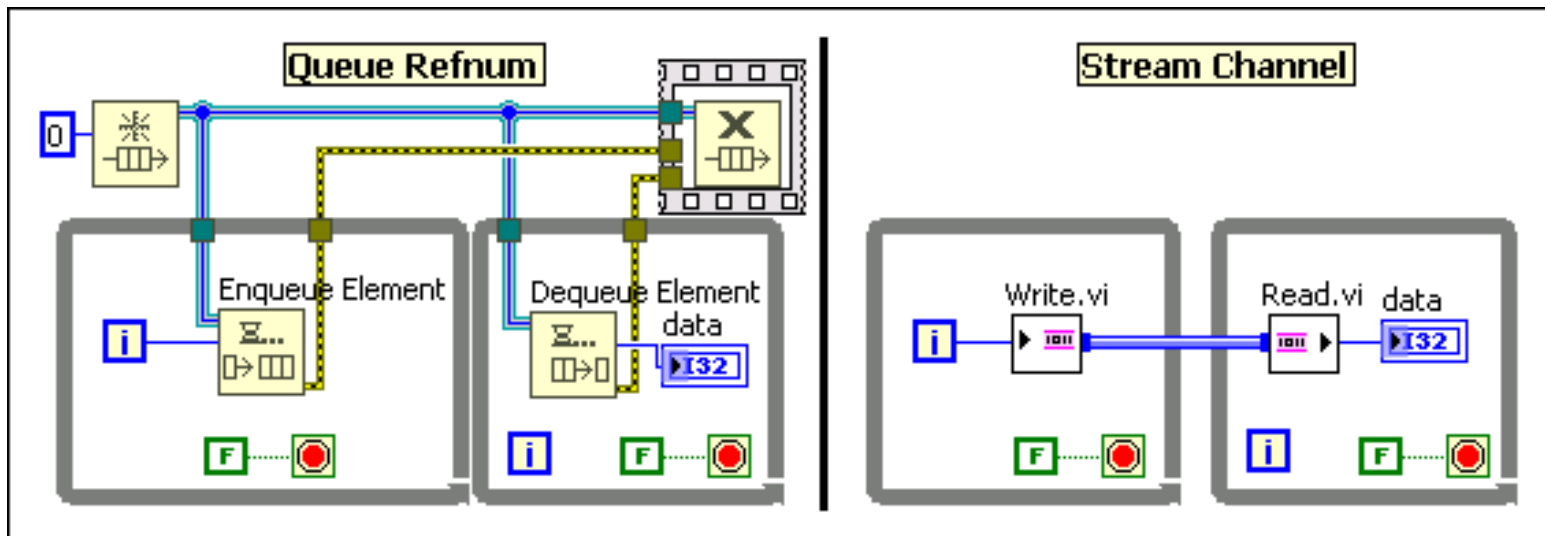 Queue Refnum
Stream Channel
0
Enqueue Element
Dequeue Element
data
i
I32
F
i
F
Write.vi
Read.vi
data
i
I32
F
i
F